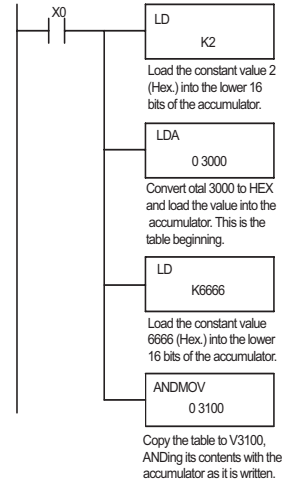 X0
LD
K2
Load the constant value 2
(Hex.) into the lower 16
bits of the accumulator.
LDA
0 3000
Convert otal 3000 to HEX
and load the value into the
accumulator. This is the
table beginning.
LD
K6666
Load the constant value
6666 (Hex.) into the lower
16 bits of the accumulator.
ANDMOV
0 3100
Copy the table to V3100,
ANDing its contents with the
accumulator as it is written.